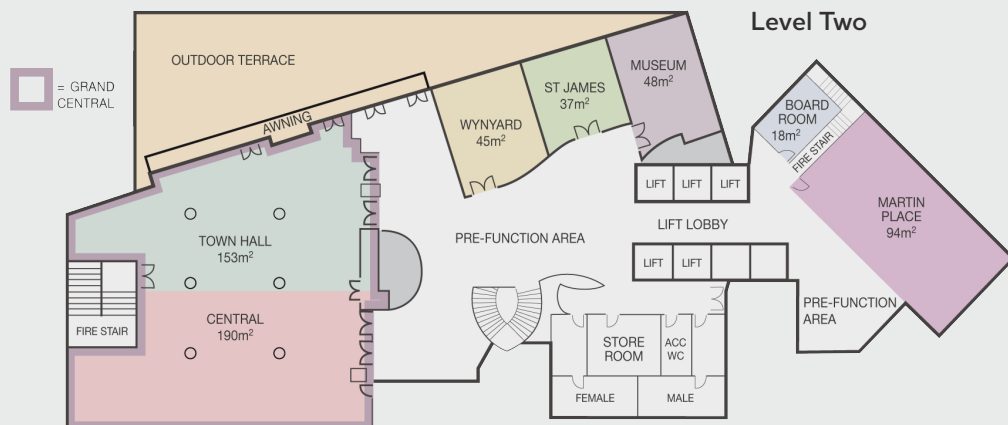 Level Two
= GRAND
CENTRAL
OUTDOOR TERRACE
AWNING
WYNYARD
45m²
ST JAMES
37m²
MUSEUM
48m²
BOARD
ROOM
18m²
FIRE STAIR
MARTIN
PLACE
94m²
LIFT
LIFT
LIFT
LIFT LOBBY
LIFT
LIFT
PRE-FUNCTION AREA
PRE-FUNCTION
AREA
TOWN HALL
153m²
CENTRAL
190m²
FIRE STAIR
STORE
ROOM
ACC
WC
FEMALE
MALE